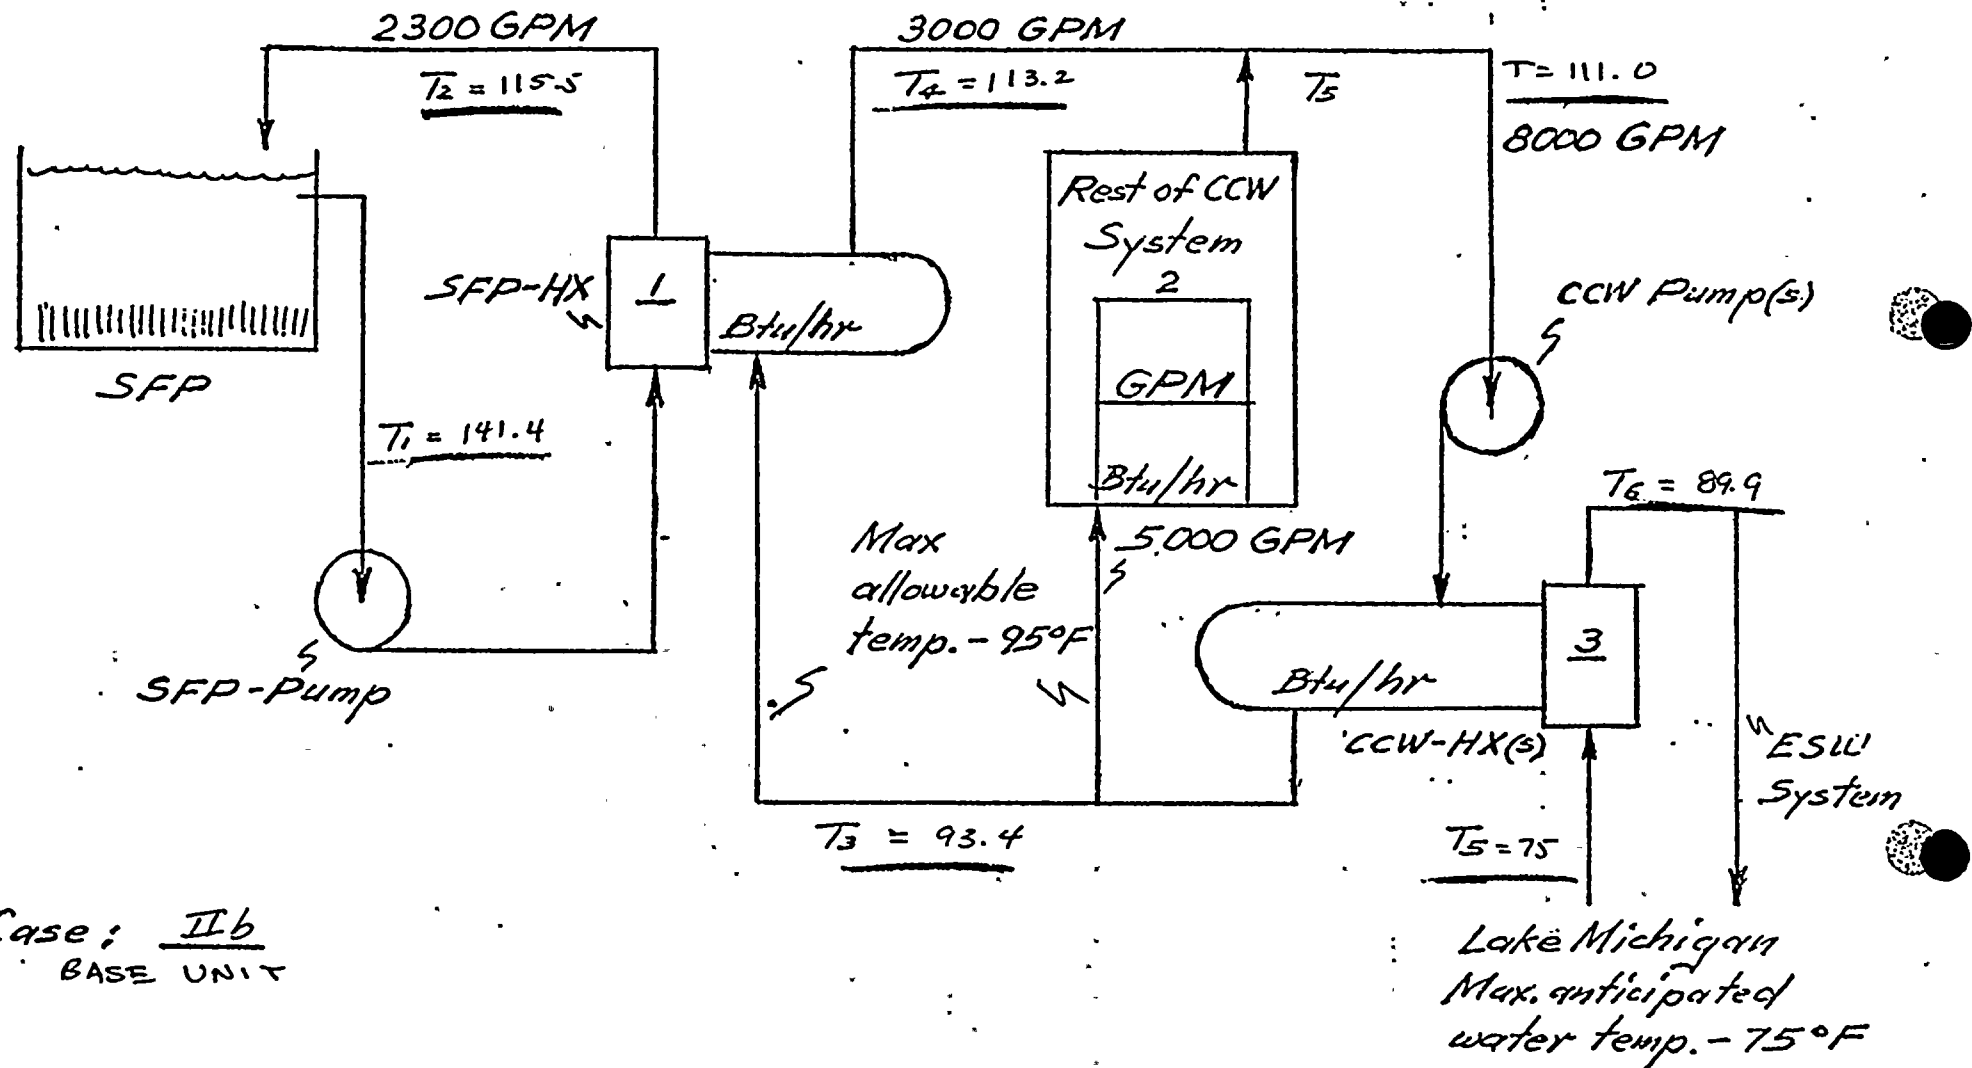 2300 GPM
T2 = 115.5
3000 GPM
T4 = 113.2
T5
T = 111.0
8000 GPM
Rest of CCW
System
2
GPM
Btu/hr
SFP-HX
1
Btu/hr
CCW Pump(s)
SFP
T1 = 141.4
T6 = 89.9
Max
allowable
temp. - 95°F
5000 GPM
SFP-Pump
Btu/hr
3
CCW-HX(s)
ESW
System
T3 = 93.4
T5 = 75
Case: IIb
BASE UNIT
Lake Michigan
Max. anticipated
water temp. - 75°F